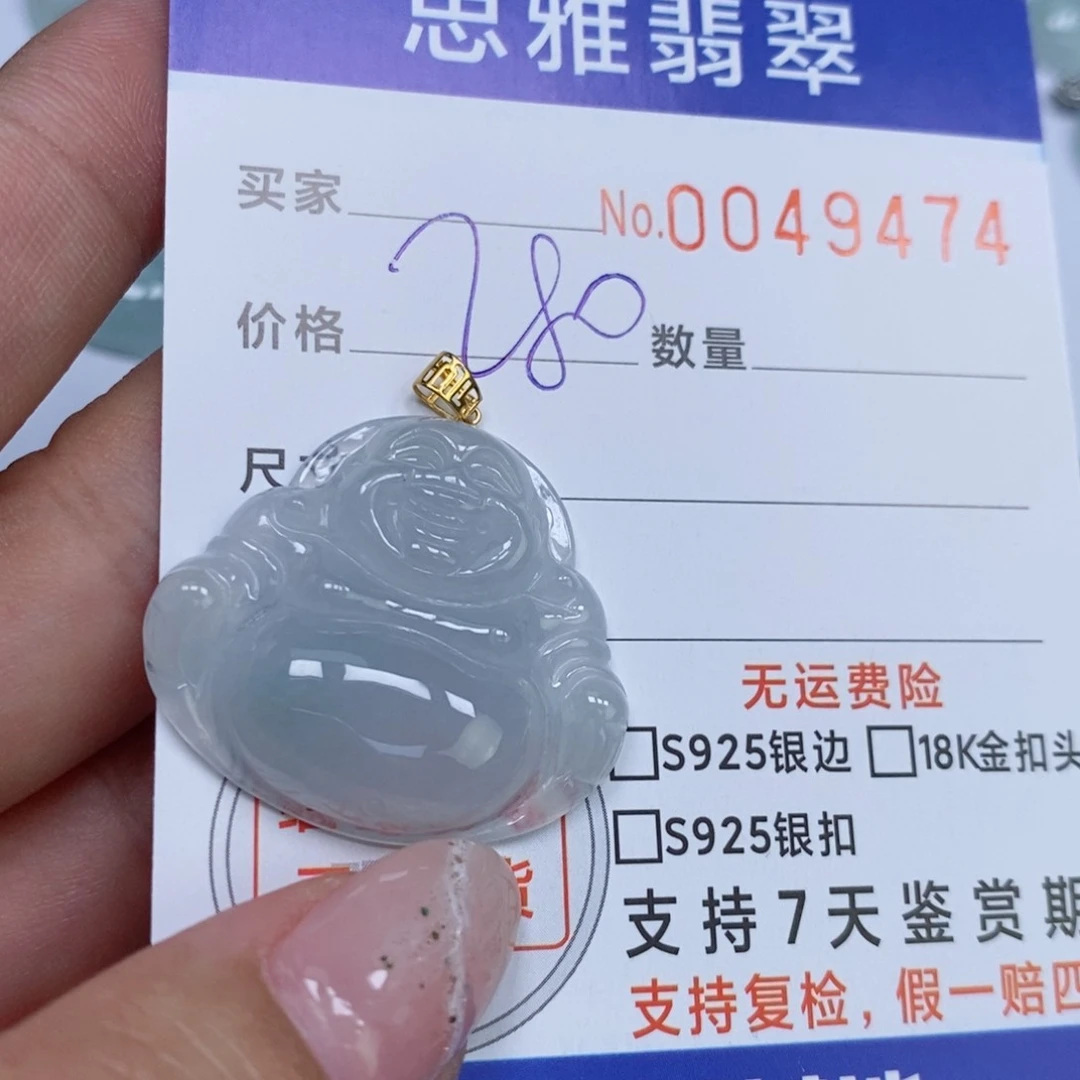 思雅翡翠
买家 No.0049474
价格 280 数量
尺
无运费险
□S925银边 □18K金扣头
□S925银扣
货
支持7天鉴赏期
支持复检，假一赔四